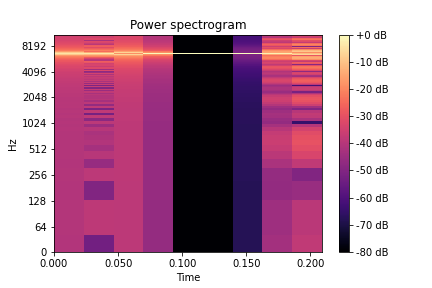 Power spectrogram
8192
4096
2048
1024
512
256
128
64
0
Hz
0.000 0.050 0.100 0.150 0.200
Time
+0 dB
-10 dB
-20 dB
-30 dB
-40 dB
-50 dB
-60 dB
-70 dB
-80 dB